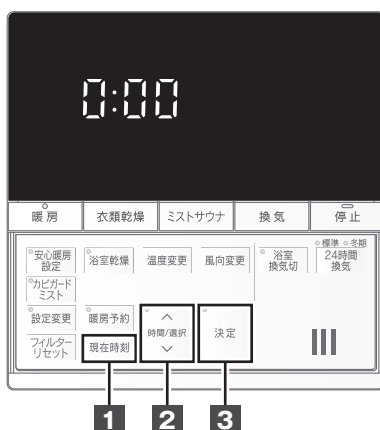 0:00
暖房 衣類乾燥 ミストサウナ 換気 停止
標準 冬期
安心暖房
設定
浴室乾燥
温度変更
風向変更
浴室
換気切
24時間
換気
カビガード
ミスト
設定変更
暖房予約
時間/選択
決定
フィルター
リセット
現在時刻
1 2 3